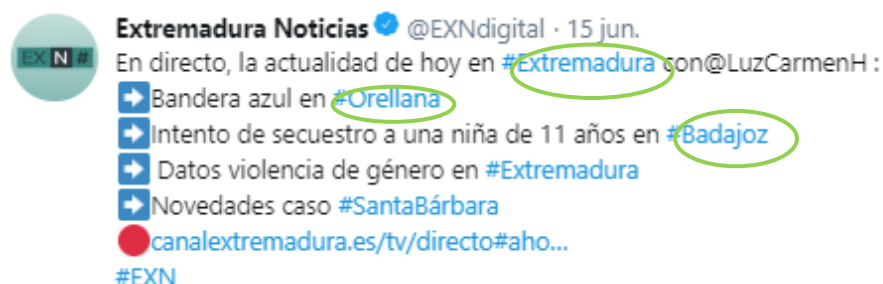 EXN#
Extremadura Noticias @EXNdigital · 15 jun.
En directo, la actualidad de hoy en #Extremadura con@LuzCarmenH :
Bandera azul en #Orellana
Intento de secuestro a una niña de 11 años en #Badajoz
Datos violencia de género en #Extremadura
Novedades caso #SantaBárbara
canalextremadura.es/tv/directo#aho...
#EXN